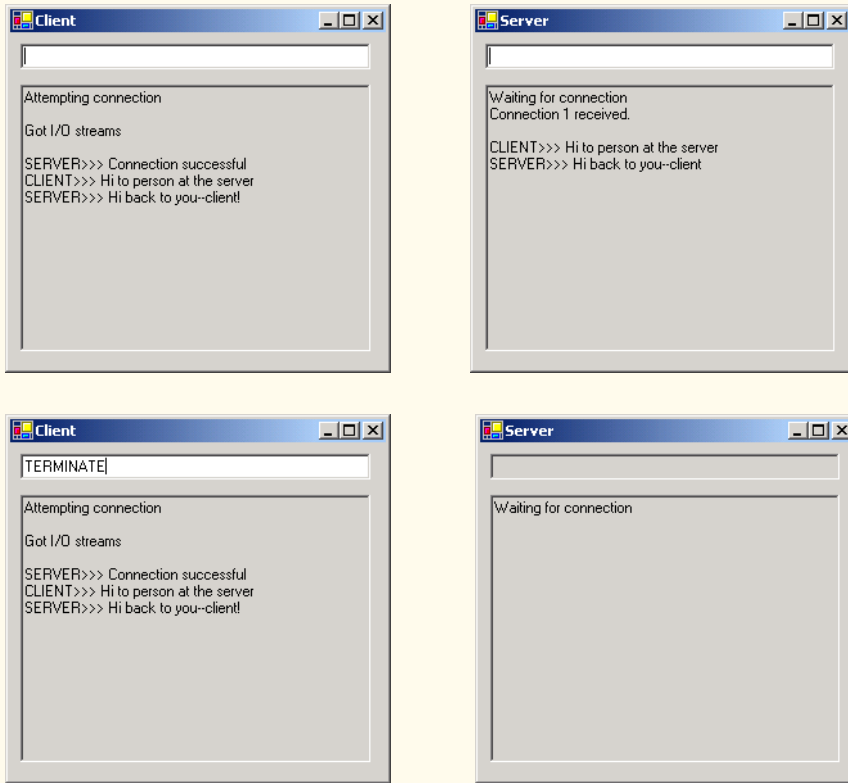 Client
Attempting connection
Got I/O streams
SERVER>>> Connection successful
CLIENT>>> Hi to person at the server
SERVER>>> Hi back to you--client!
Server
Waiting for connection
Connection 1 received.
CLIENT>>> Hi to person at the server
SERVER>>> Hi back to you--client
Client
TERMINATE
Attempting connection
Got I/O streams
SERVER>>> Connection successful
CLIENT>>> Hi to person at the server
SERVER>>> Hi back to you--client!
Server
Waiting for connection